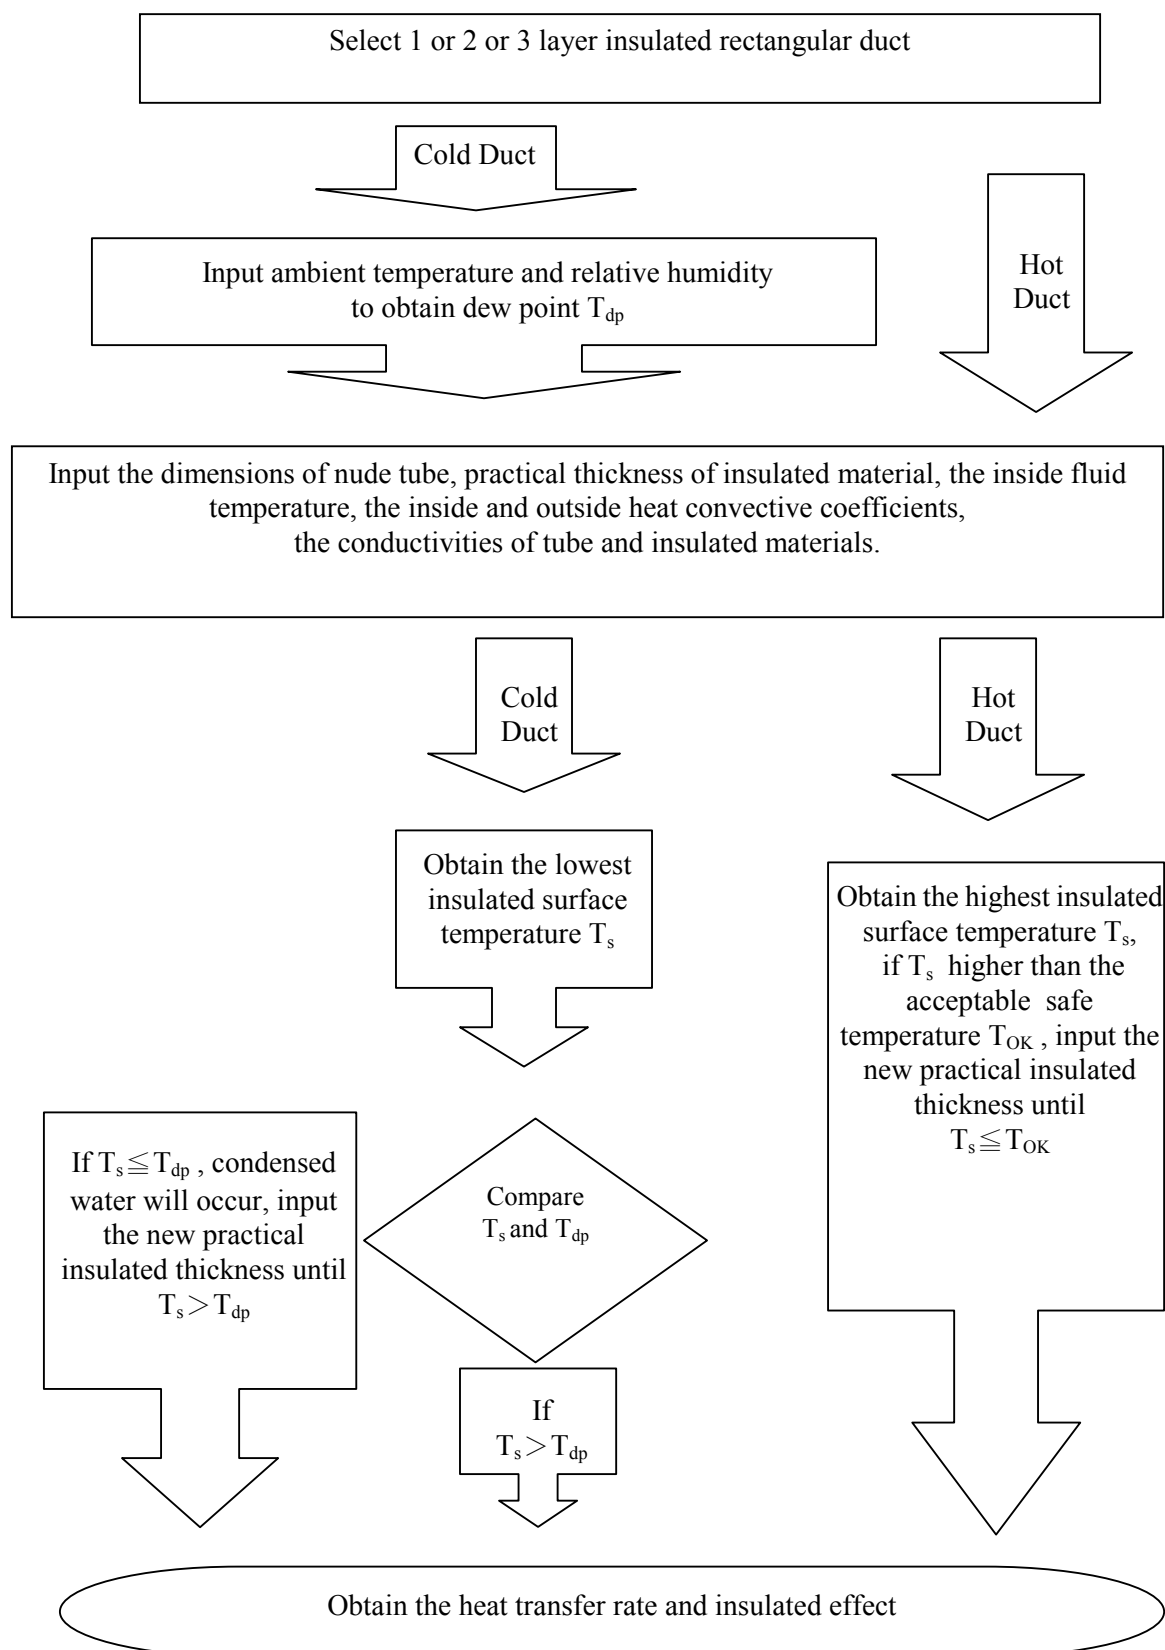 Select 1 or 2 or 3 layer insulated rectangular duct
Cold Duct
Hot
Duct
Input ambient temperature and relative humidity
to obtain dew point Tdp
Input the dimensions of nude tube, practical thickness of insulated material, the inside fluid
temperature, the inside and outside heat convective coefficients,
the conductivities of tube and insulated materials.
Cold
Duct
Hot
Duct
Obtain the lowest
insulated surface
temperature Ts
Obtain the highest insulated
surface temperature Ts,
if Ts higher than the
acceptable safe
temperature TOK , input the
new practical insulated
thickness until
Ts≦TOK
If Ts≦Tdp , condensed
water will occur, input
the new practical
insulated thickness until
Ts＞Tdp
Compare
Ts and Tdp
If
Ts＞Tdp
Obtain the heat transfer rate and insulated effect